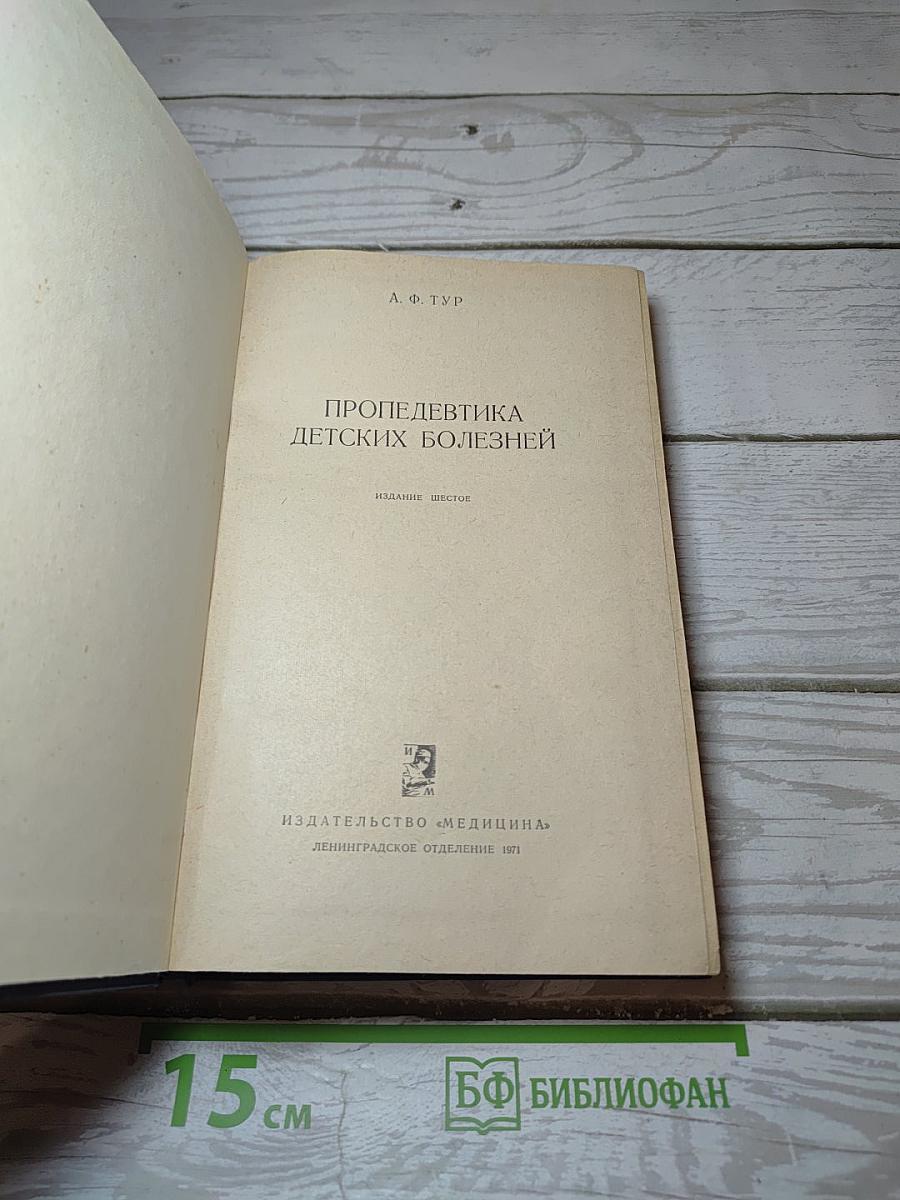 А. Ф. ТУР
ПРОПЕДЕВТИКА
ДЕТСКИХ БОЛЕЗНЕЙ
ИЗДАНИЕ ШЕСТОЕ
И
М
ИЗДАТЕЛЬСТВО «МЕДИЦИНА»
ЛЕНИНГРАДСКОЕ ОТДЕЛЕНИЕ 1971
15 см
БФ БИБЛИОФАН